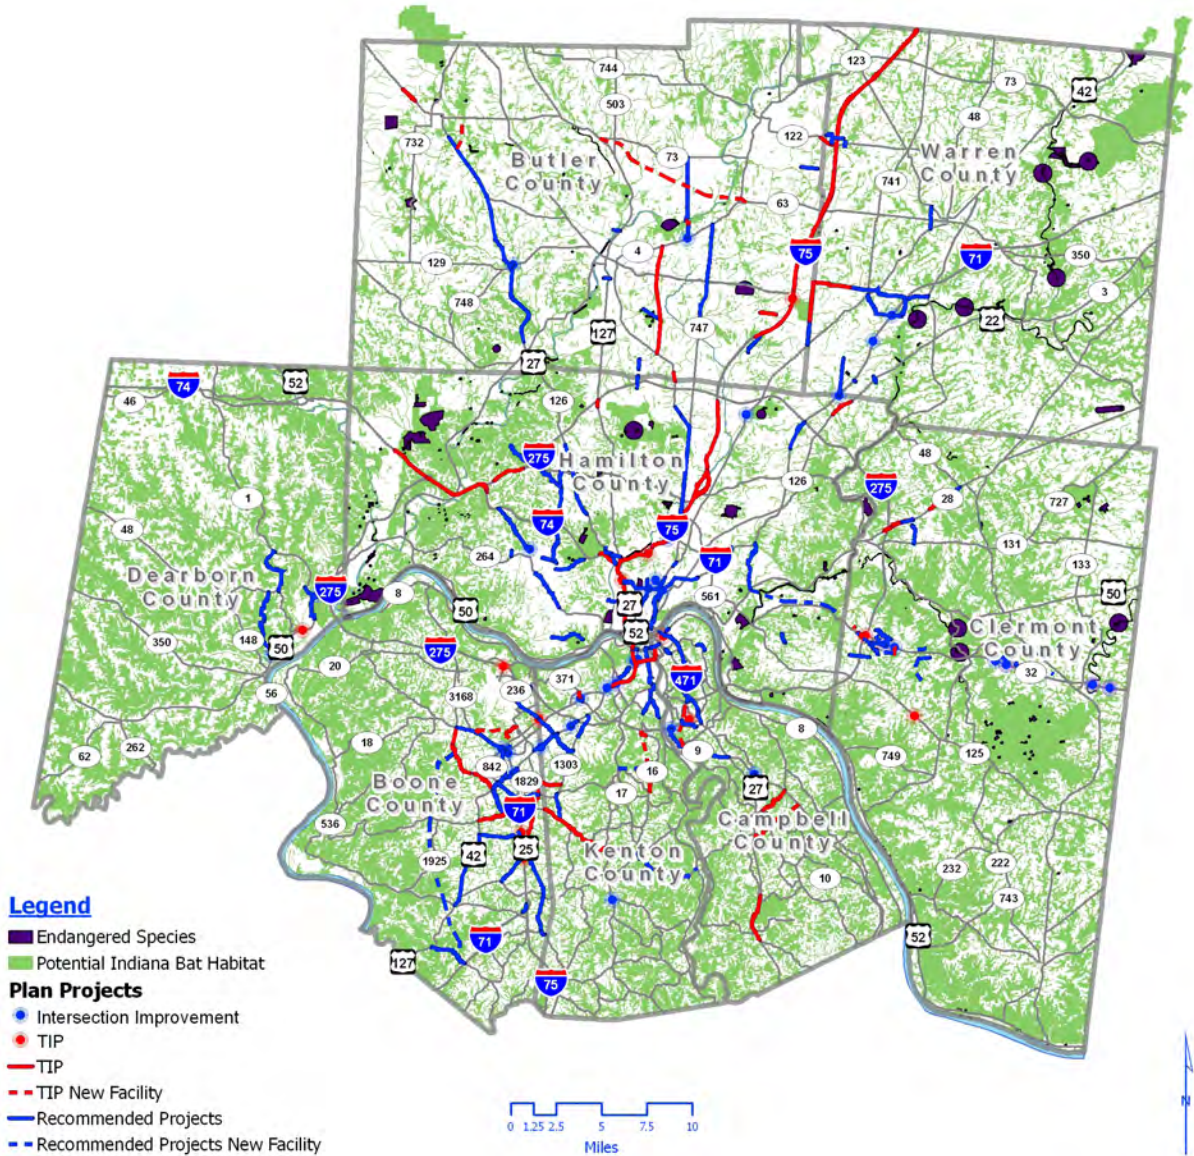 744
123
73
42
503
48
732
122
Butler
County
73
Warren
County
741
63
129
4
75
71
350
748
3
22
747
127
27
74
52
46
126
275
Hamilton
County
48
126
275
28
727
1
74
75
48
131
264
71
133
Dearborn
County
275
8
27
561
50
50
52
Clermont
County
350
148
50
275
32
20
371
471
56
3168
236
8
18
9
749
125
62
262
842
1303
16
1829
27
Boone
County
17
71
536
Campbell
County
42
25
Kenton
County
1925
232
222
10
743
Legend
52
71
Endangered Species
127
Potential Indiana Bat Habitat
75
Plan Projects
Intersection Improvement
TIP
TIP
TIP New Facility
Recommended Projects
Recommended Projects New Facility
0 1.25 2.5 5 7.5 10
Miles
N